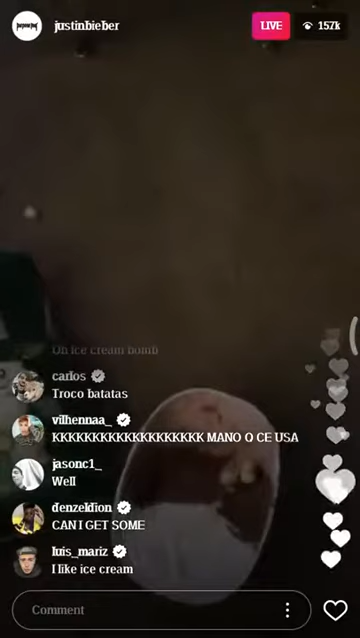 justinbieber
LIVE
157k
Oh ice cream bomb
carlos
Troco batatas
vilhennaa_
KKKKKKKKKKKKKKKKKKK MANO O CE USA
jasonc1_
Well
denzeldion
CAN I GET SOME
luis_mariz
I like ice cream
Comment